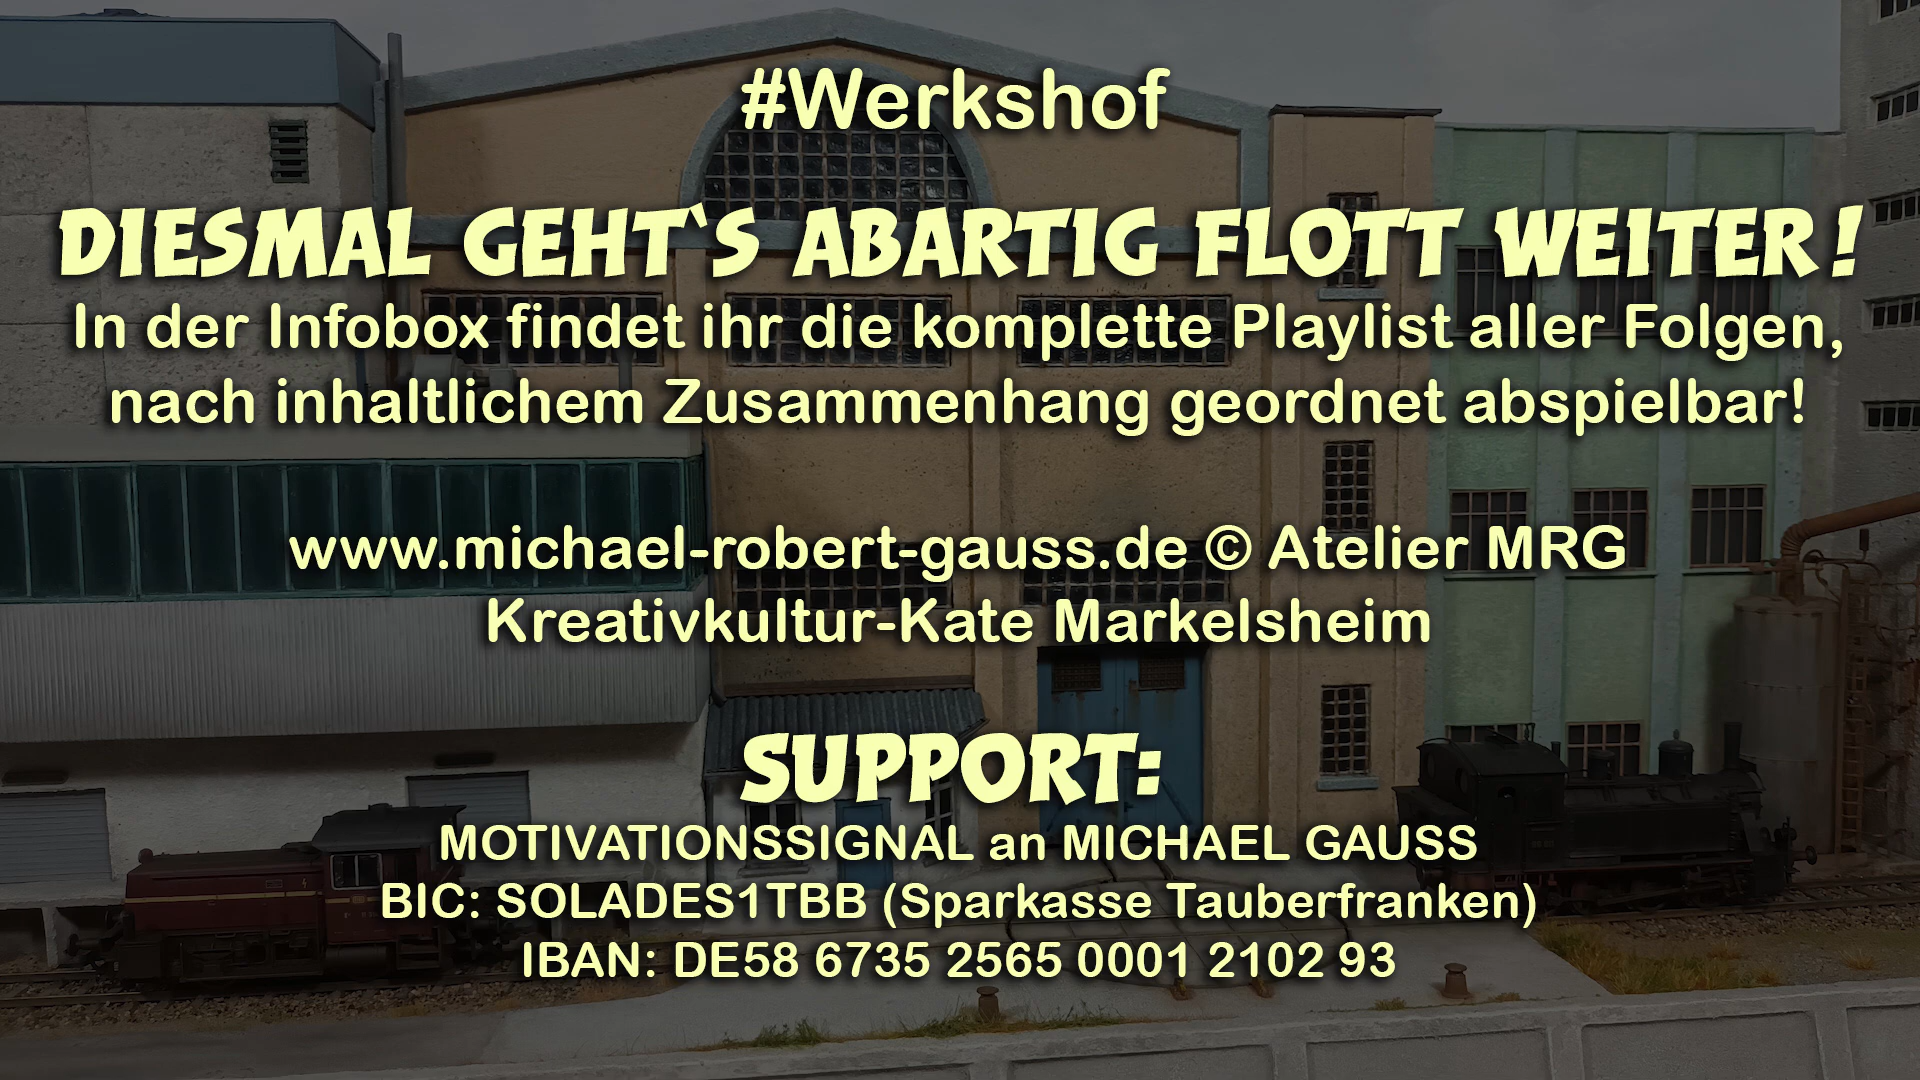 #Werkshof
DIESMAL GEHT`S ABARTIG FLOTT WEITER!
In der Infobox findet ihr die komplette Playlist aller Folgen,
nach inhaltlichem Zusammenhang geordnet abspielbar!
www.michael-robert-gauss.de © Atelier MRG
Kreativkultur-Kate Markelsheim
SUPPORT:
MOTIVATIONSSIGNAL an MICHAEL GAUSS
BIC: SOLADES1TBB (Sparkasse Tauberfranken)
IBAN: DE58 6735 2565 0001 2102 93